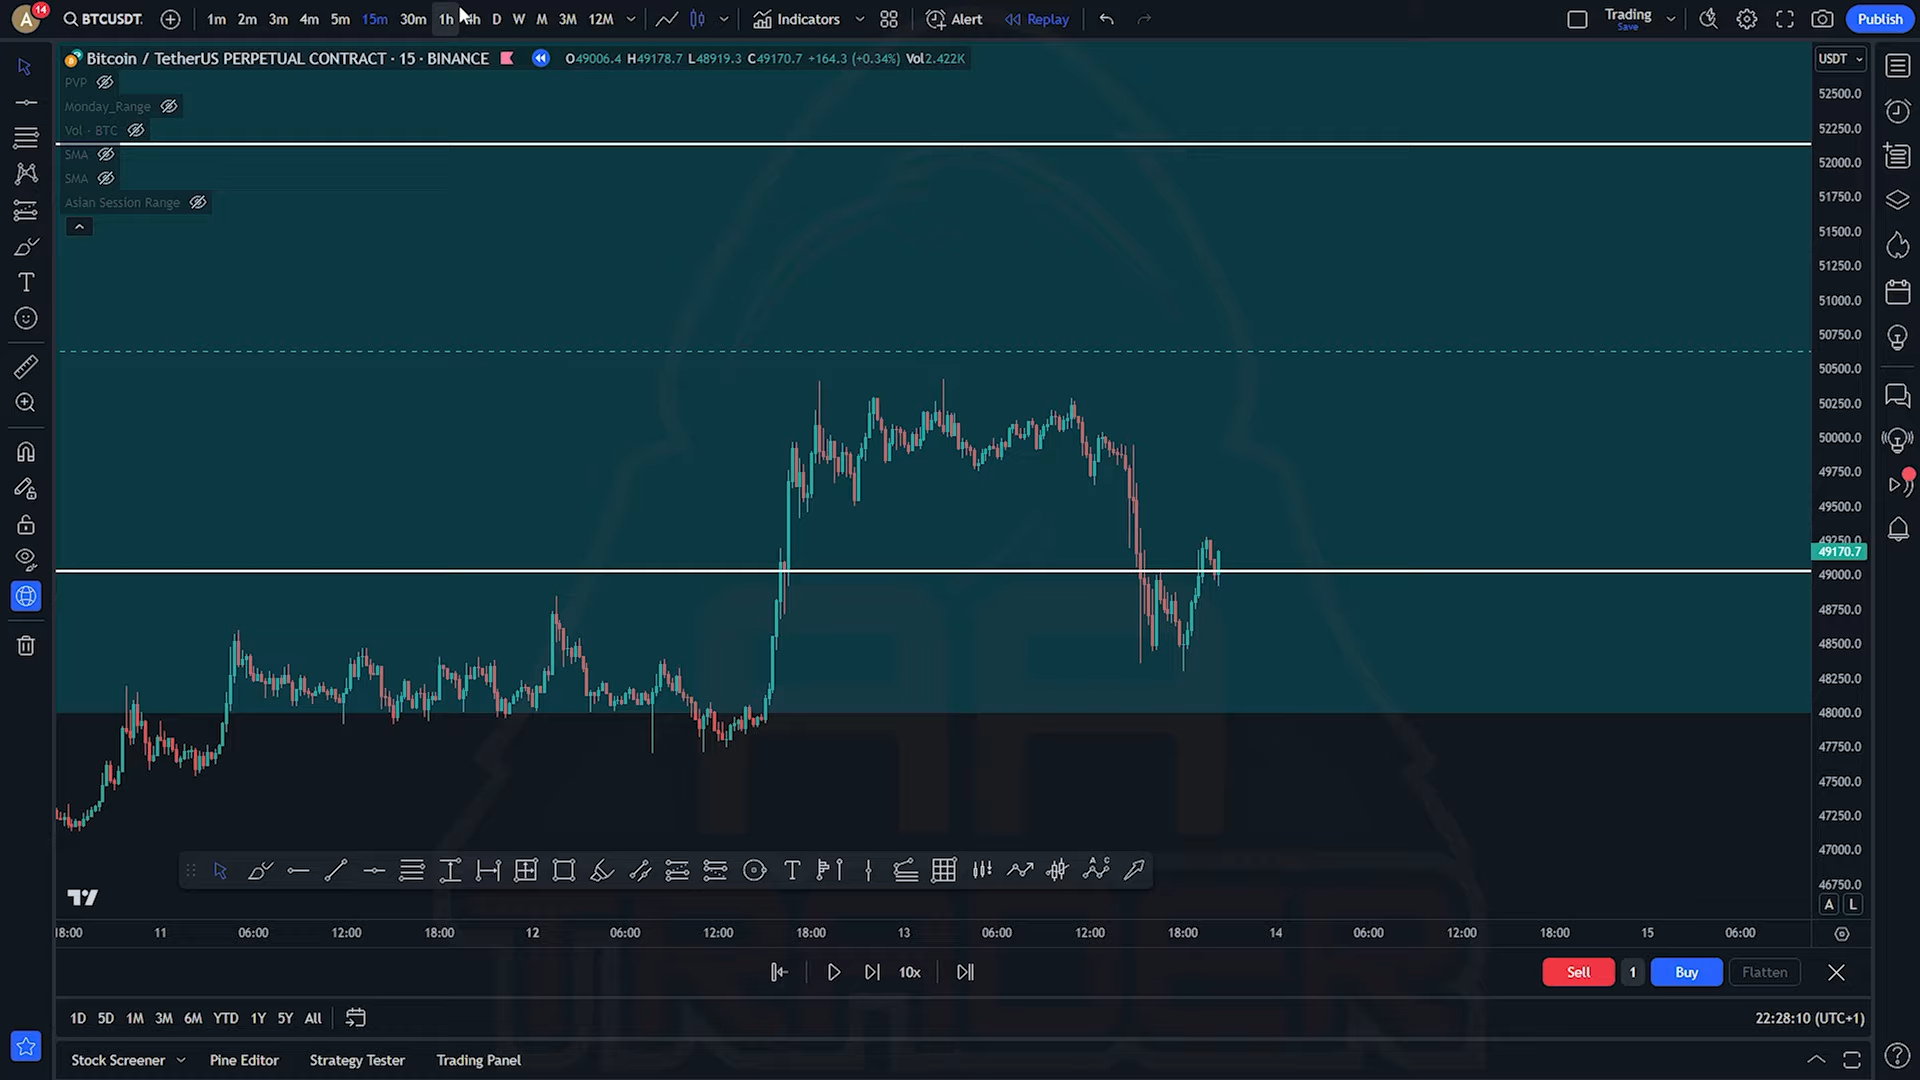 A 14 BTCUSDT. 1m 2m 3m 4m 5m 15m 30m 1h 4h D W M 3M 12M Indicators Alert Replay Trading Save Publish
Bitcoin / TetherUS PERPETUAL CONTRACT · 15 · BINANCE O49006.4 H49178.7 L48919.3 C49170.7 +164.3 (+0.34%) Vol2.422K USDT
PVP
Monday_Range
Vol · BTC
SMA
SMA
Asian Session Range
52500.0
52250.0
52000.0
51750.0
51500.0
51250.0
51000.0
50750.0
50500.0
50250.0
50000.0
49750.0
49500.0
49250.0
49170.7
49000.0
48750.0
48500.0
48250.0
48000.0
47750.0
47500.0
47250.0
47000.0
46750.0
A L
18:00 11 06:00 12:00 18:00 12 06:00 12:00 18:00 13 06:00 12:00 18:00 14 06:00 12:00 18:00 15 06:00
10x Sell 1 Buy Flatten
1D 5D 1M 3M 6M YTD 1Y 5Y All 22:28:10 (UTC+1)
Stock Screener Pine Editor Strategy Tester Trading Panel